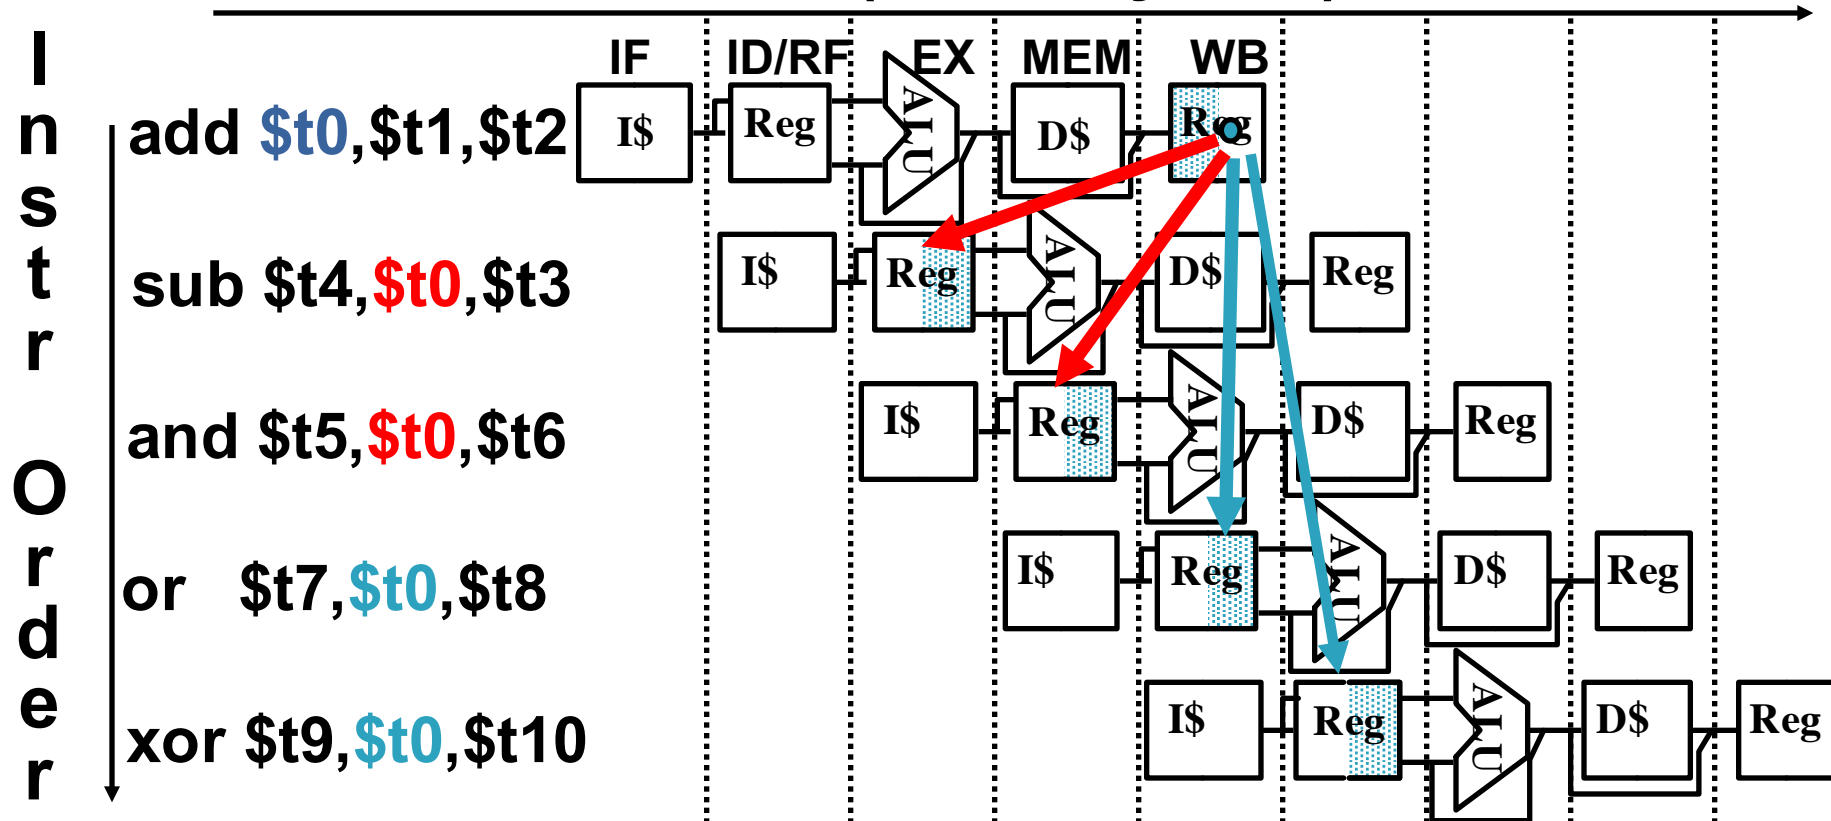 Instr Order
IF ID/RF EX MEM WB
add $t0,$t1,$t2 I$ Reg ALU D$ Reg
sub $t4,$t0,$t3 I$ Reg ALU D$ Reg
and $t5,$t0,$t6 I$ Reg ALU D$ Reg
or $t7,$t0,$t8 I$ Reg ALU D$ Reg
xor $t9,$t0,$t10 I$ Reg ALU D$ Reg